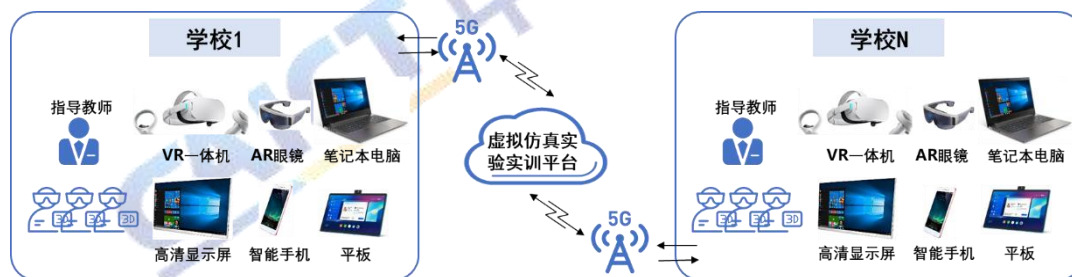 学校1
指导教师
VR一体机
AR眼镜
笔记本电脑
3D
3D
3D
高清显示屏
智能手机
平板
5G
虚拟仿真实
验实训平台
5G
学校N
指导教师
VR一体机
AR眼镜
笔记本电脑
3D
3D
3D
高清显示屏
智能手机
平板